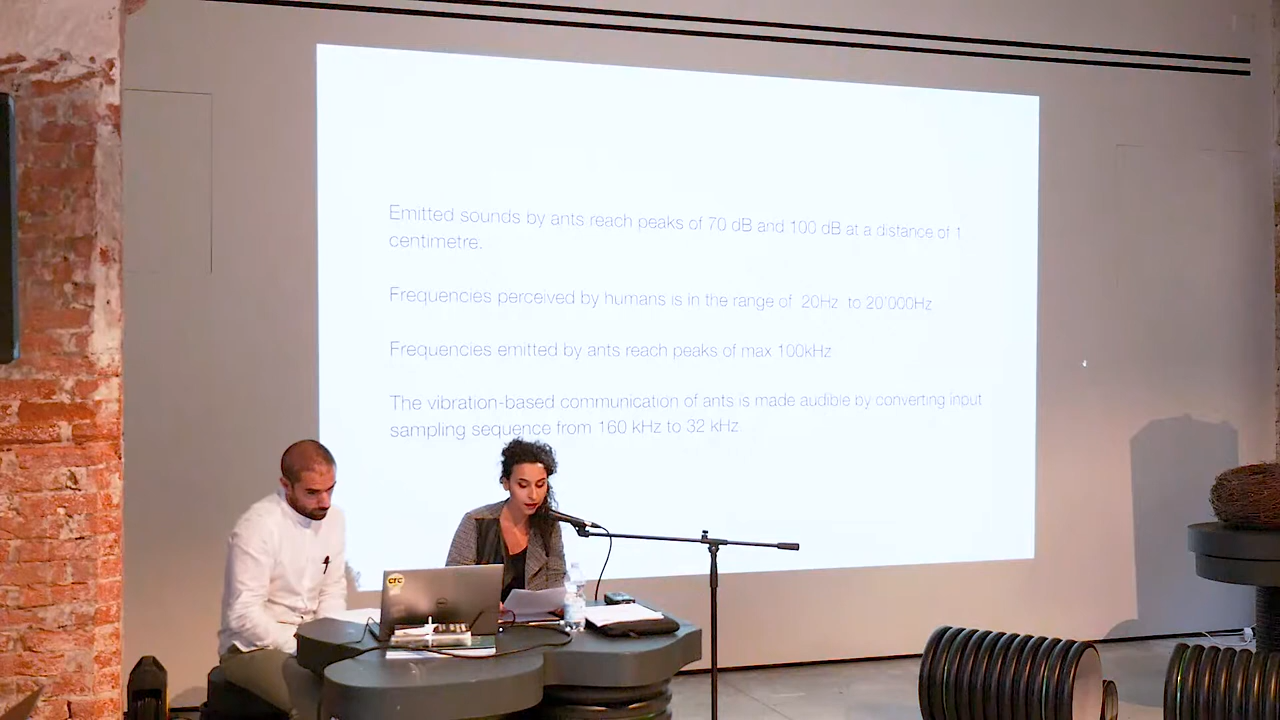 Emitted sounds by ants reach peaks of 70 dB and 100 dB at a distance of 1
centimetre.
Frequencies perceived by humans is in the range of 20Hz to 20'000Hz
Frequencies emitted by ants reach peaks of max 100kHz
The vibration-based communication of ants is made audible by converting input
sampling sequence from 160 kHz to 32 kHz
crc
DELL